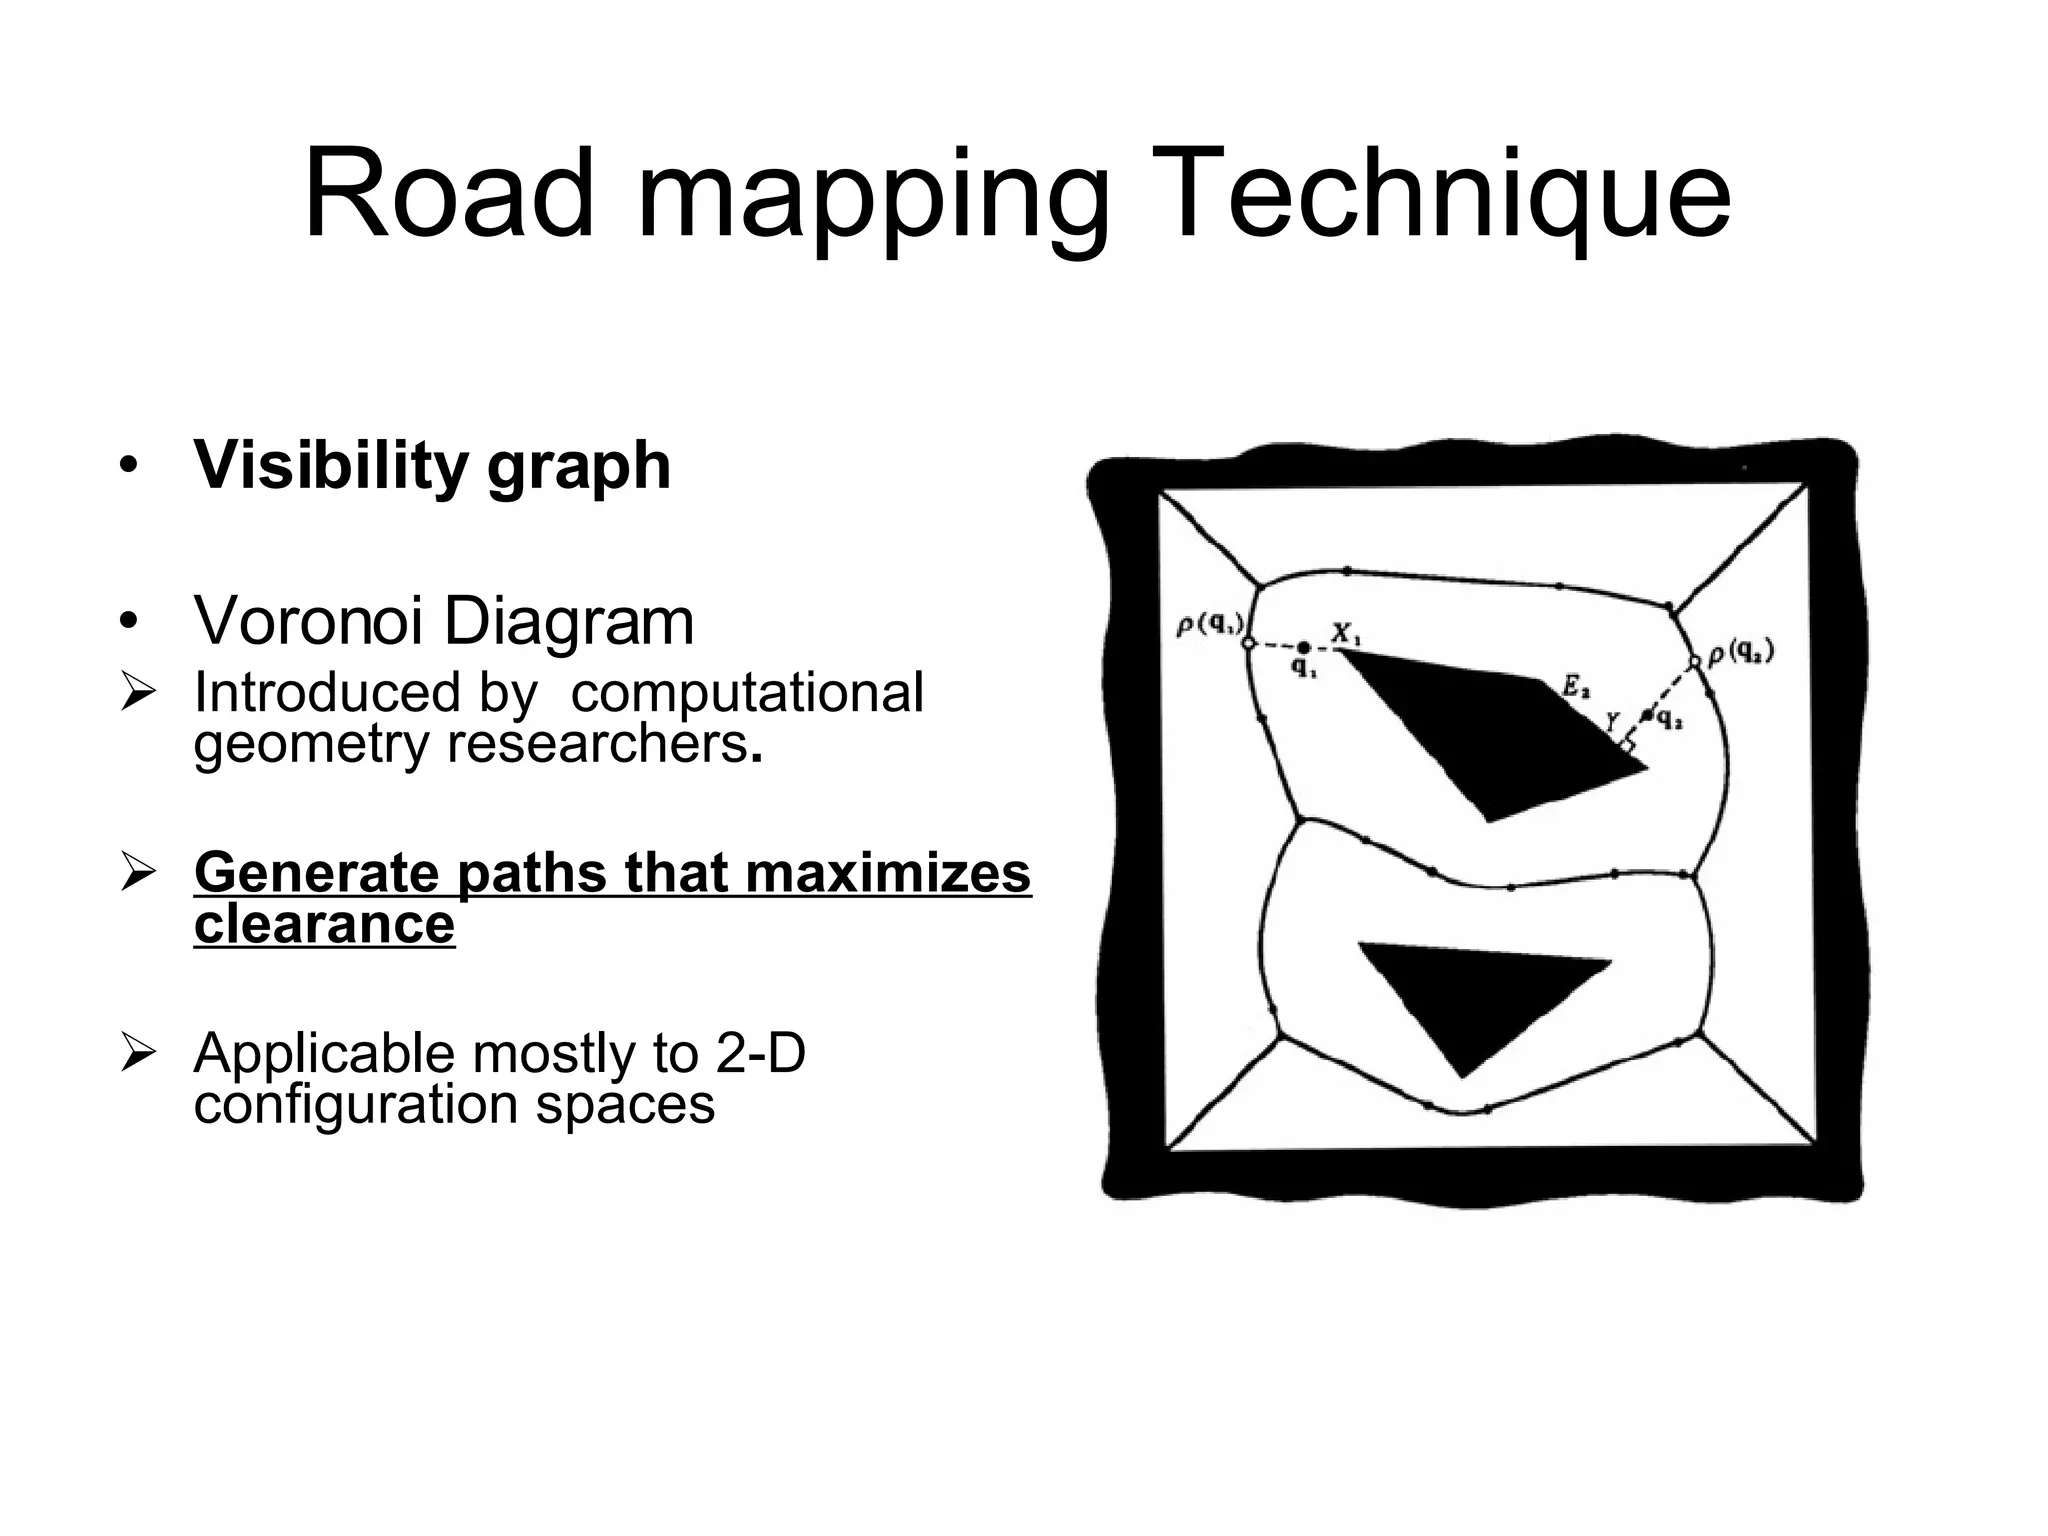 Road mapping Technique
• Visibility graph
• Voronoi Diagram
➢ Introduced by  computational
geometry researchers.
➢ Generate paths that maximizes
clearance
➢ Applicable mostly to 2-D
configuration spaces
ρ(q₁)
X₁
q₁
E₂
ρ(q₂)
Y
q₂